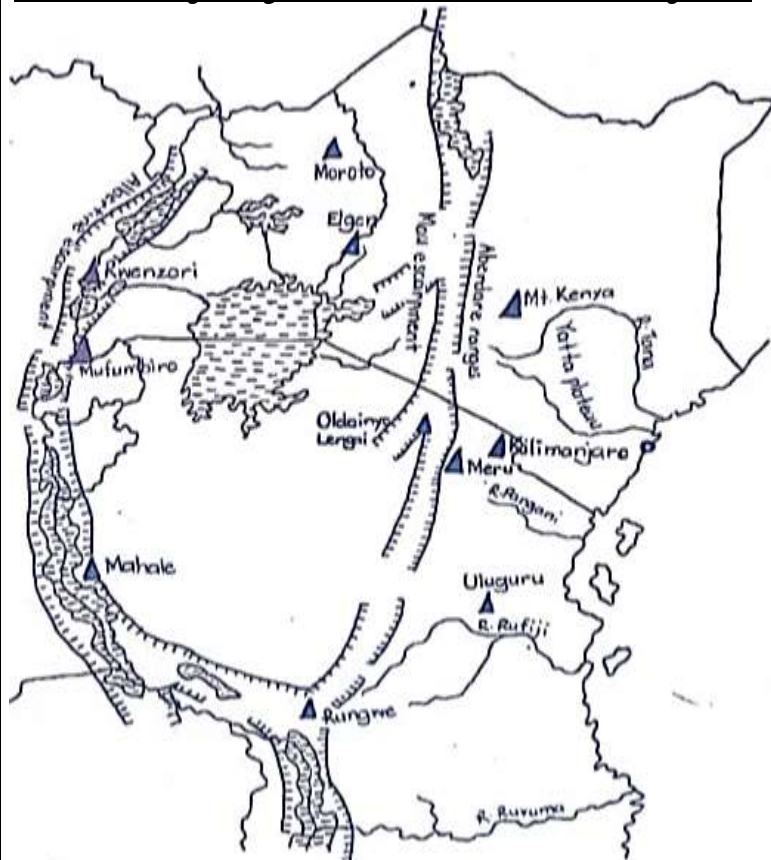 Moroto
Elgon
Albertine escarpment
Rwenzori
Mau escarpment
Aberdare ranges
Mt. Kenya
R. Tana
Yatta plateau
Mufumbiro
Oldoinyo
Lengai
Kilimanjaro
Meru
R. Pangani
Mahale
Uluguru
R. Rufiji
Rungwe
R. Ruvuma